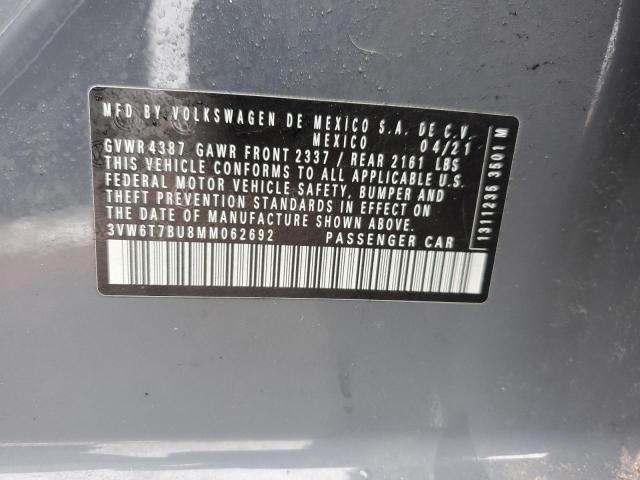 MFD BY VOLKSWAGEN DE MEXICO S.A. DE C.V.
MEXICO 04/21
GVWR 4387 GAWR FRONT 2337 / REAR 2161 LBS
THIS VEHICLE CONFORMS TO ALL APPLICABLE U.S.
FEDERAL MOTOR VEHICLE SAFETY, BUMPER AND
THEFT PREVENTION STANDARDS IN EFFECT ON
THE DATE OF MANUFACTURE SHOWN ABOVE.
3VW6T7BU8MM062692 PASSENGER CAR
1311235 3501 M